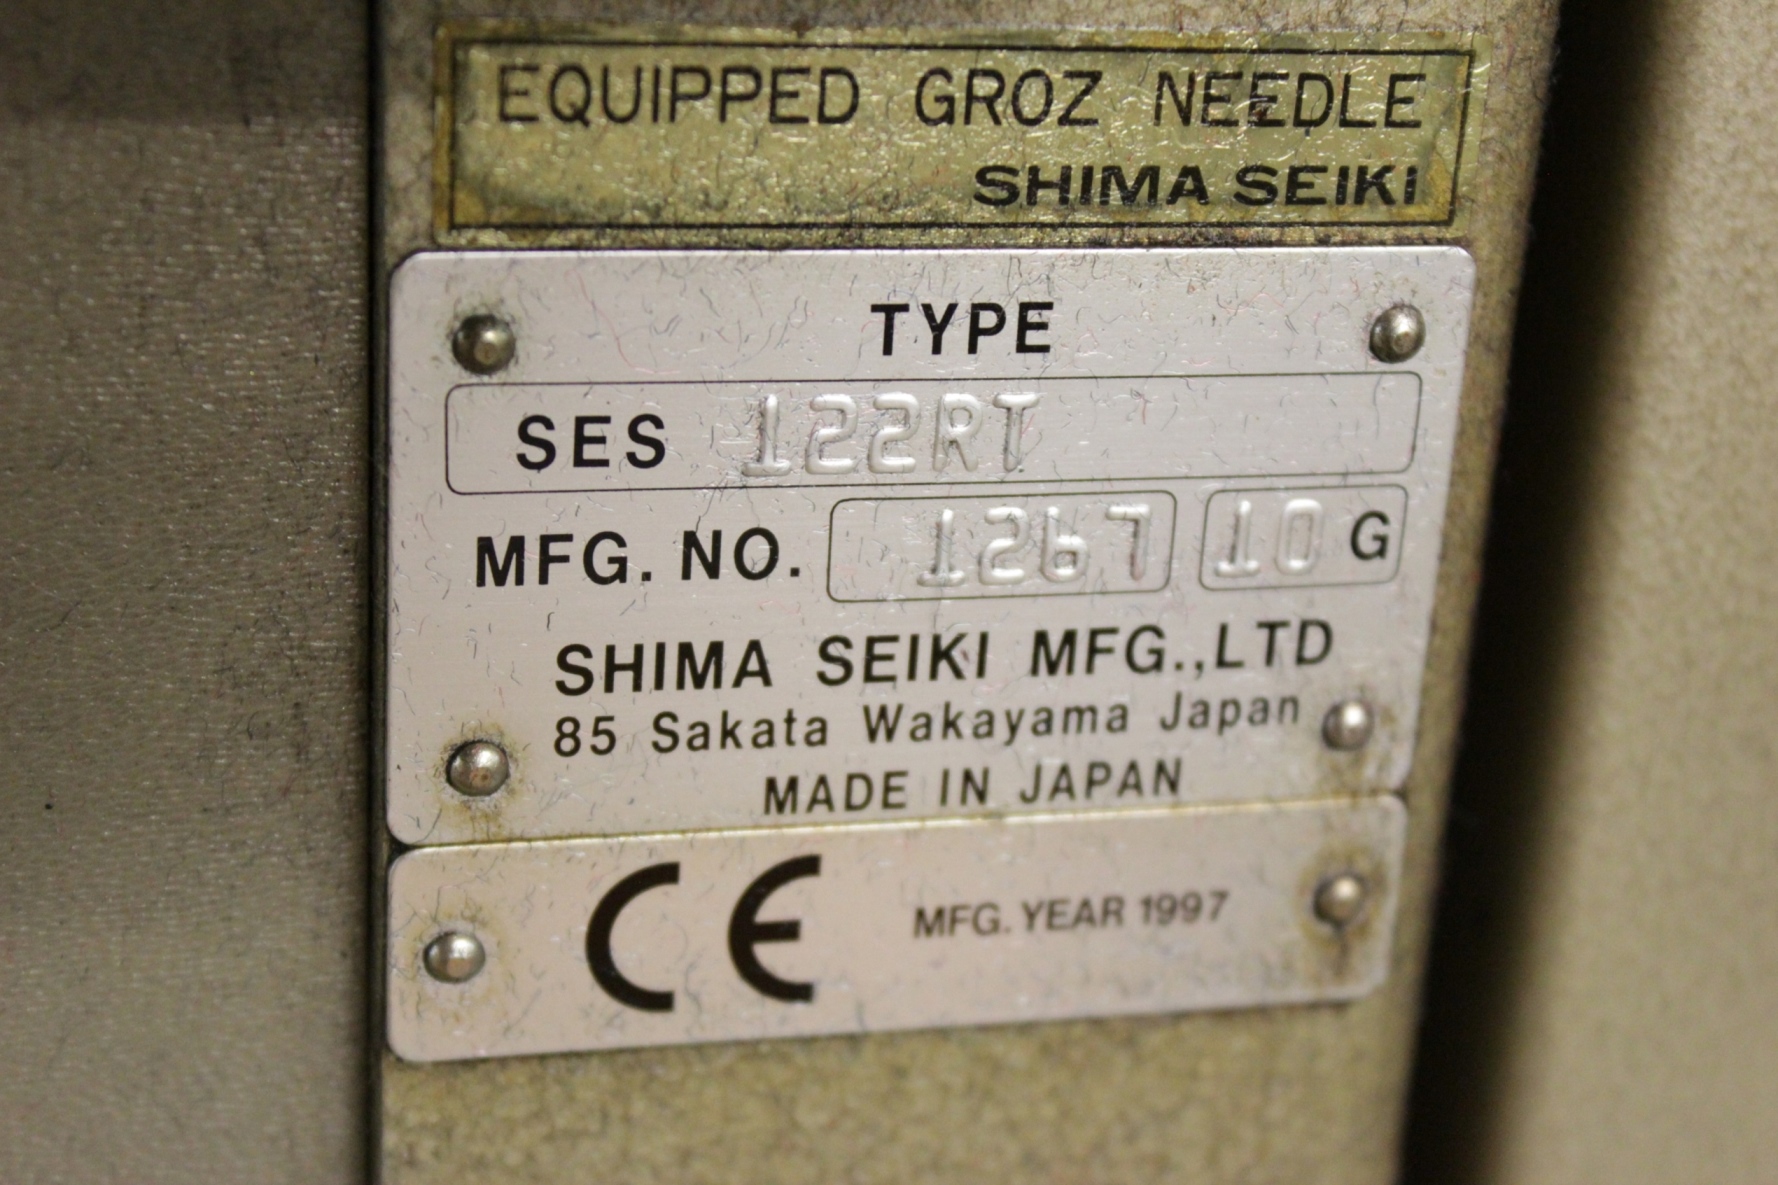 EQUIPPED GROZ NEEDLE
SHIMA SEIKI
TYPE
SES 122RT
MFG. NO. 1267 10 G
SHIMA SEIKI MFG.,LTD
85 Sakata Wakayama Japan
MADE IN JAPAN
CE MFG. YEAR 1997